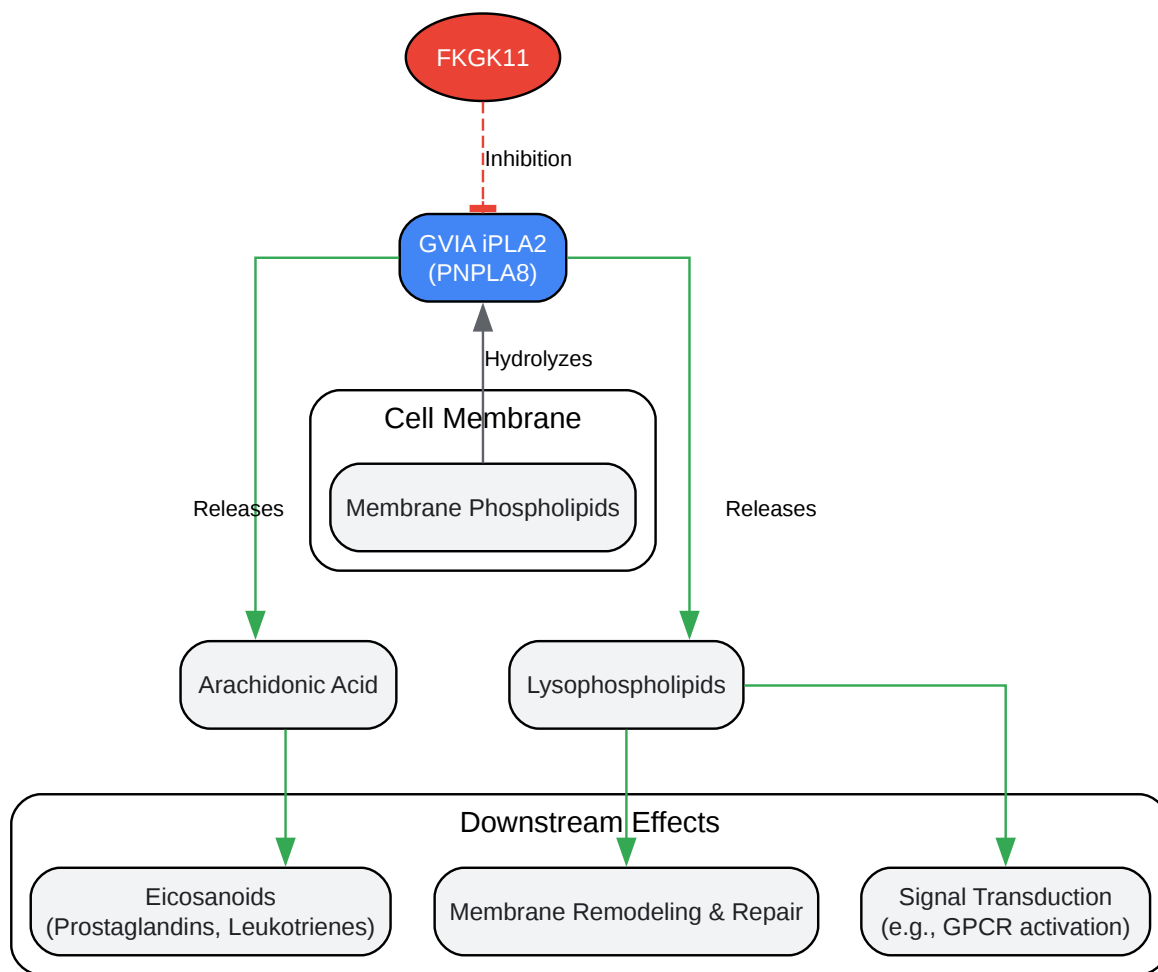 FKGK11
Inhibition
GVIA iPLA2
(PNPLA8)
Hydrolyzes
Cell Membrane
Membrane Phospholipids
Releases
Releases
Arachidonic Acid
Lysophospholipids
Downstream Effects
Eicosanoids
(Prostaglandins, Leukotrienes)
Membrane Remodeling & Repair
Signal Transduction
(e.g., GPCR activation)